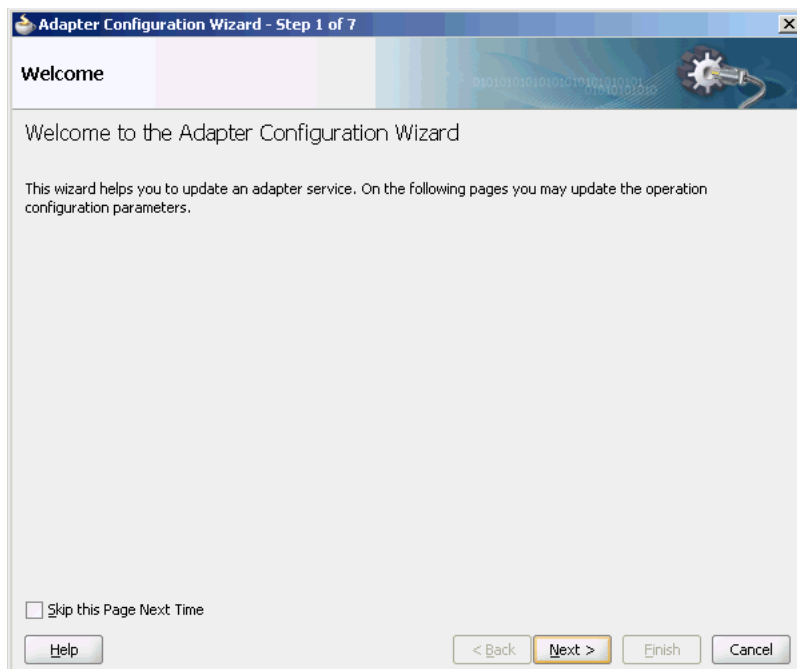 Adapter Configuration Wizard - Step 1 of 7
Welcome
Welcome to the Adapter Configuration Wizard
This wizard helps you to update an adapter service. On the following pages you may update the operation
configuration parameters.
Skip this Page Next Time
Help
< Back
Next >
Finish
Cancel